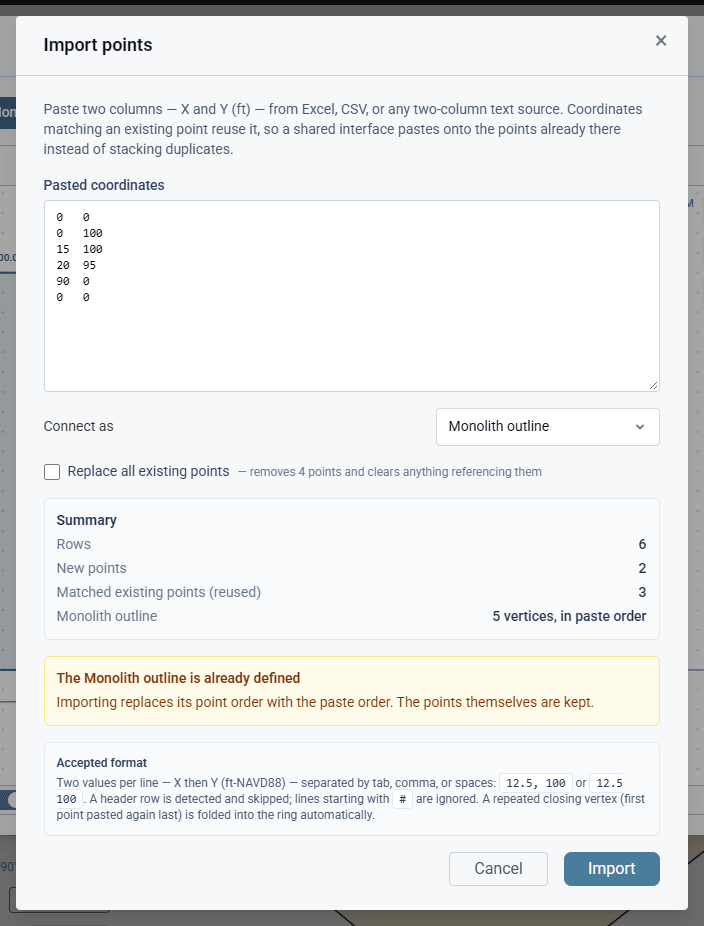 Import points
Paste two columns — X and Y (ft) — from Excel, CSV, or any two-column text source. Coordinates
matching an existing point reuse it, so a shared interface pastes onto the points already there
instead of stacking duplicates.
Pasted coordinates
0 0
0 100
15 100
20 95
90 0
0 0
Connect as
Monolith outline
Replace all existing points — removes 4 points and clears anything referencing them
Summary
Rows 6
New points 2
Matched existing points (reused) 3
Monolith outline 5 vertices, in paste order
The Monolith outline is already defined
Importing replaces its point order with the paste order. The points themselves are kept.
Accepted format
Two values per line — X then Y (ft-NAVD88) — separated by tab, comma, or spaces: 12.5, 100 or 12.5
100 . A header row is detected and skipped; lines starting with # are ignored. A repeated closing vertex (first
point pasted again last) is folded into the ring automatically.
Cancel
Import